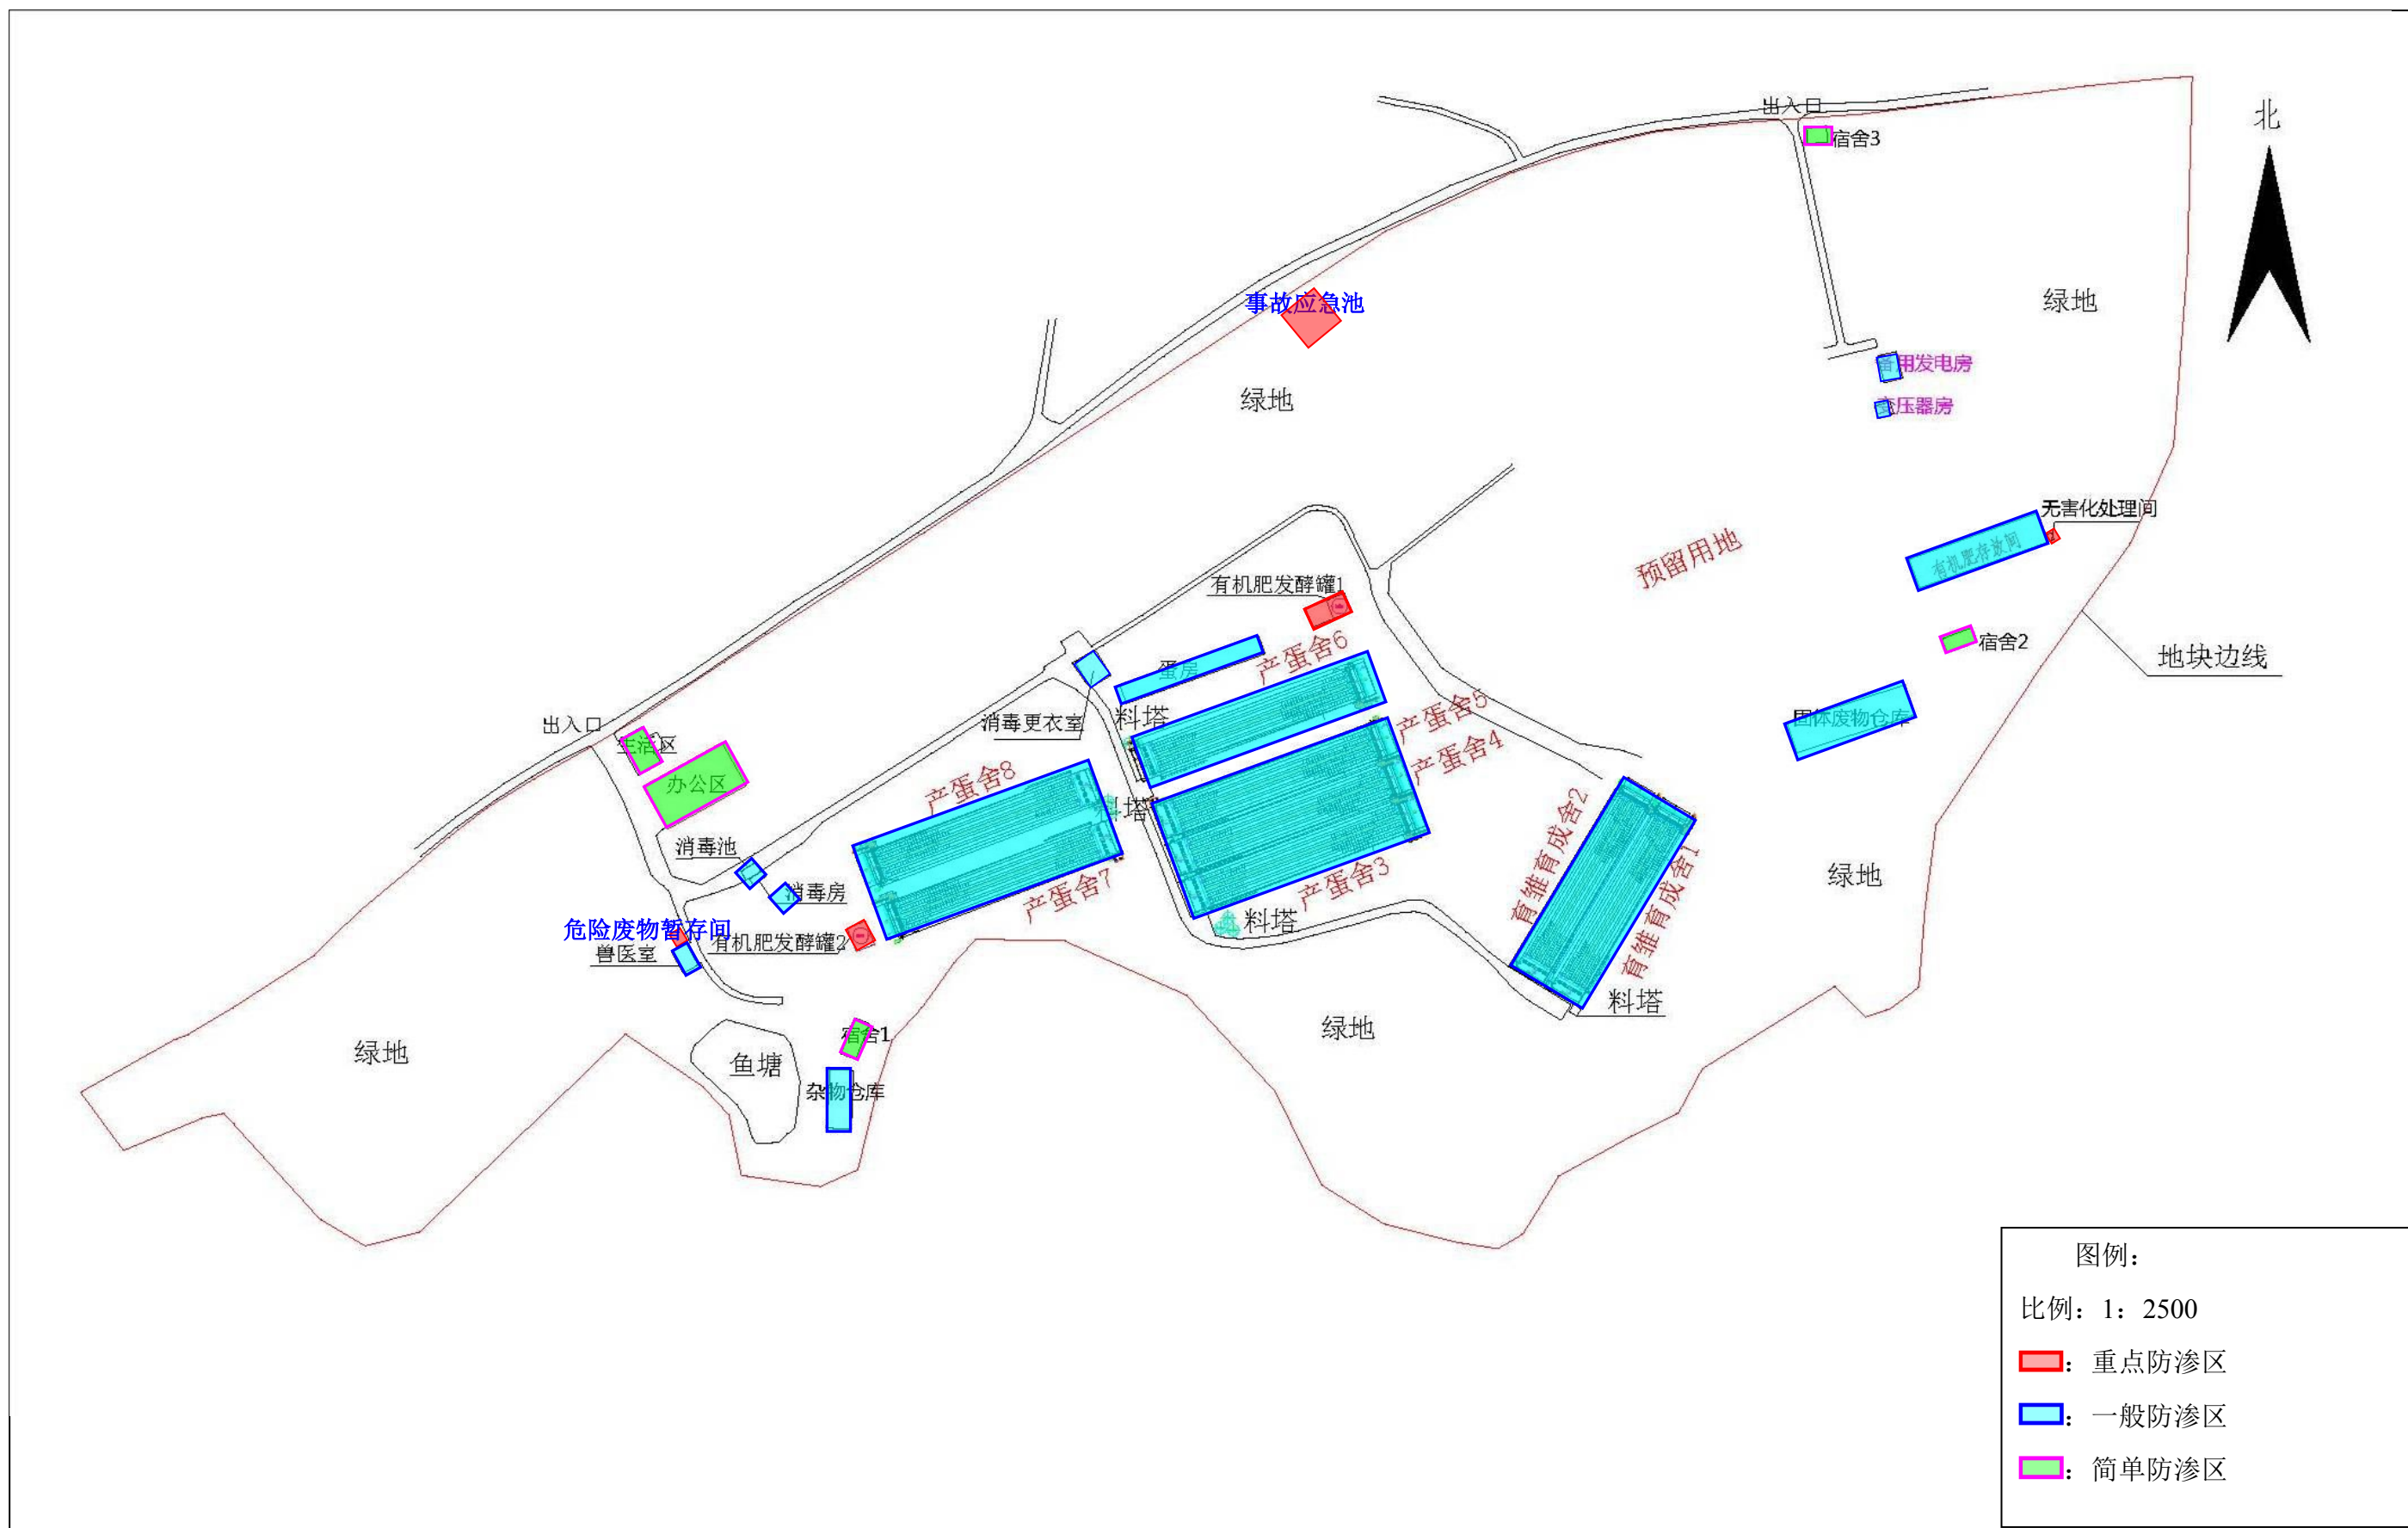 出入口
宿舍3
北
事故应急池
绿地
备用发电房
绿地
变压器房
无害化处理间
有机肥存放间
预留用地
有机肥发酵罐1
宿舍2
产蛋舍6
地块边线
蛋房
料塔
消毒更衣室
产蛋舍5
固体废物仓库
出入口
生活区
产蛋舍4
办公区
产蛋舍8
料塔
消毒池
育雏育成舍2
产蛋舍3
绿地
消毒房
产蛋舍7
育雏育成舍1
料塔
危险废物暂存间
有机肥发酵罐2
兽医室
料塔
绿地
宿舍1
绿地
鱼塘
杂物仓库
图例：
比例：1：2500
：重点防渗区
：一般防渗区
：简单防渗区